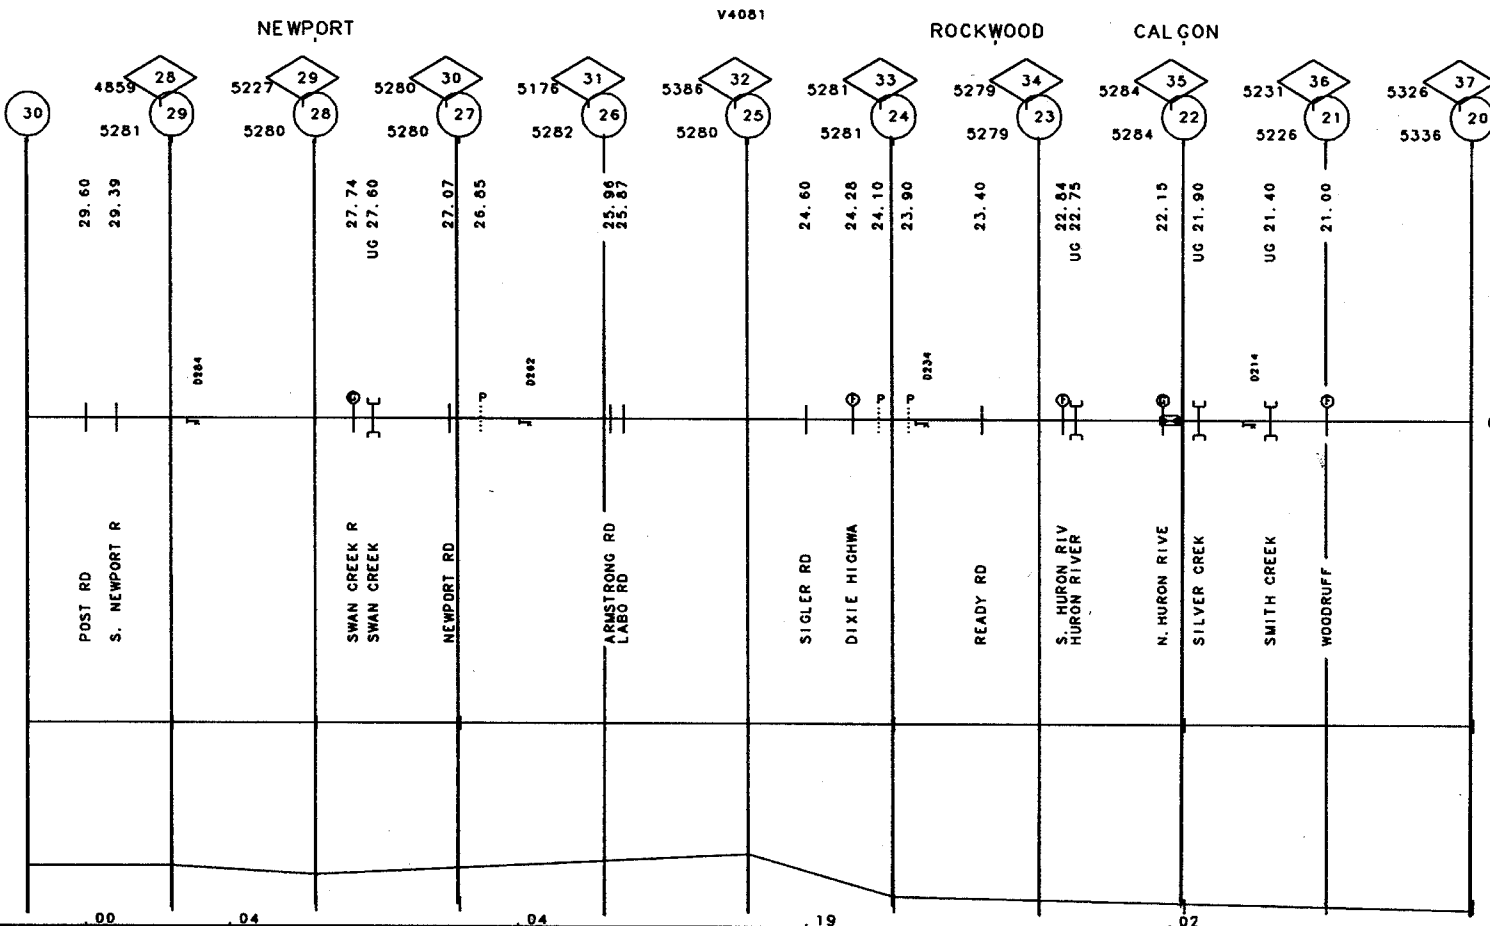 V4081
NEWPORT
ROCKWOOD
CALGON
28 29 30 31 32 33 34 35 36 37
4859 5227 5280 5176 5386 5281 5279 5284 5231 5326
30 29 28 27 26 25 24 23 22 21 20
5281 5280 5280 5282 5280 5281 5279 5284 5226 5336
29.60
29.39
27.74
UG 27.60
27.07
26.85
25.96
25.87
24.60
24.28
24.10
23.90
23.40
22.84
UG 22.75
22.15
UG 21.90
UG 21.40
21.00
D284
D262
D234
D214
P
P
P
POST RD
S. NEWPORT R
SWAN CREEK R
SWAN CREEK
NEWPORT RD
ARMSTRONG RD
LABO RD
SIGLER RD
DIXIE HIGHWA
READY RD
S. HURON RIV
HURON RIVER
N. HURON RIVE
SILVER CREK
SMITH CREEK
WOODRUFF
.00 .04 .04 .19 .02